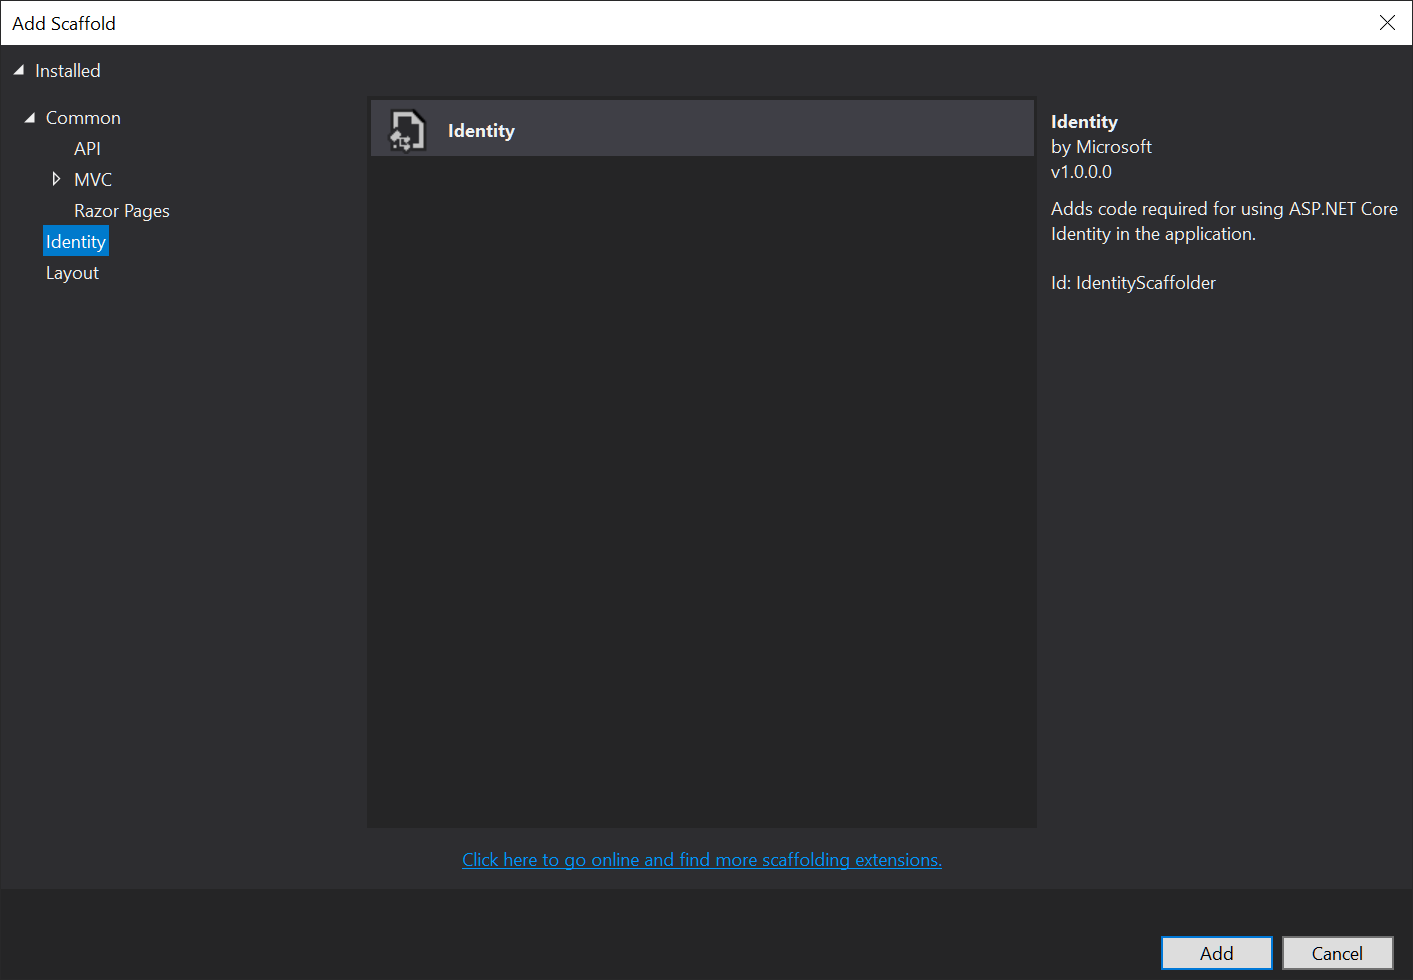 Add Scaffold
Installed
Common
API
MVC
Razor Pages
Identity
Layout
Identity
Identity
by Microsoft
v1.0.0.0
Adds code required for using ASP.NET Core
Identity in the application.
Id: IdentityScaffolder
Click here to go online and find more scaffolding extensions.
Add
Cancel